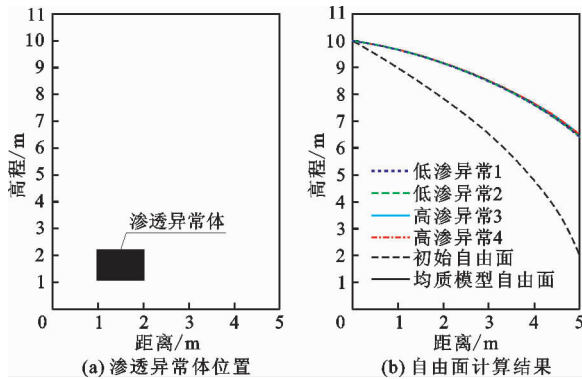 11
10
9
8
7
6
5
4
3
2
1
0
1
2
3
4
5
高程/m
渗透异常体
距离/m
(a) 渗透异常体位置
11
10
9
8
7
6
5
4
3
2
1
0
1
2
3
4
5
高程/m
低渗异常1
低渗异常2
高渗异常3
高渗异常4
初始自由面
均质模型自由面
距离/m
(b) 自由面计算结果